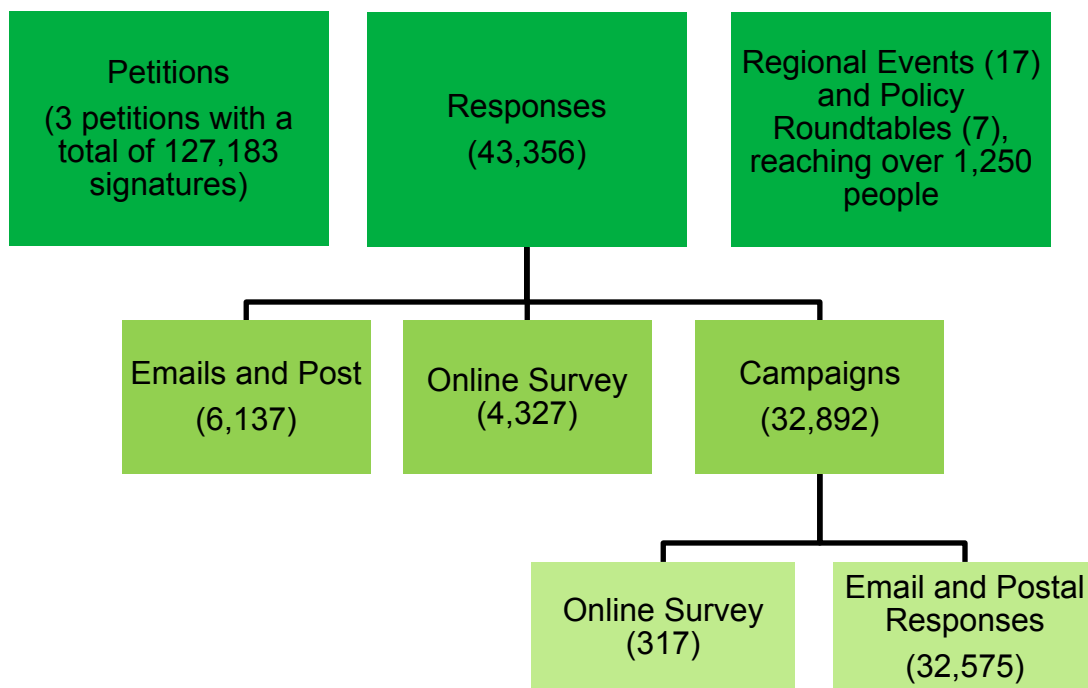 Petitions
(3 petitions with a
total of 127,183
signatures)
Responses
(43,356)
Regional Events (17)
and Policy
Roundtables (7),
reaching over 1,250
people
Emails and Post
(6,137)
Online Survey
(4,327)
Campaigns
(32,892)
Online Survey
(317)
Email and Postal
Responses
(32,575)